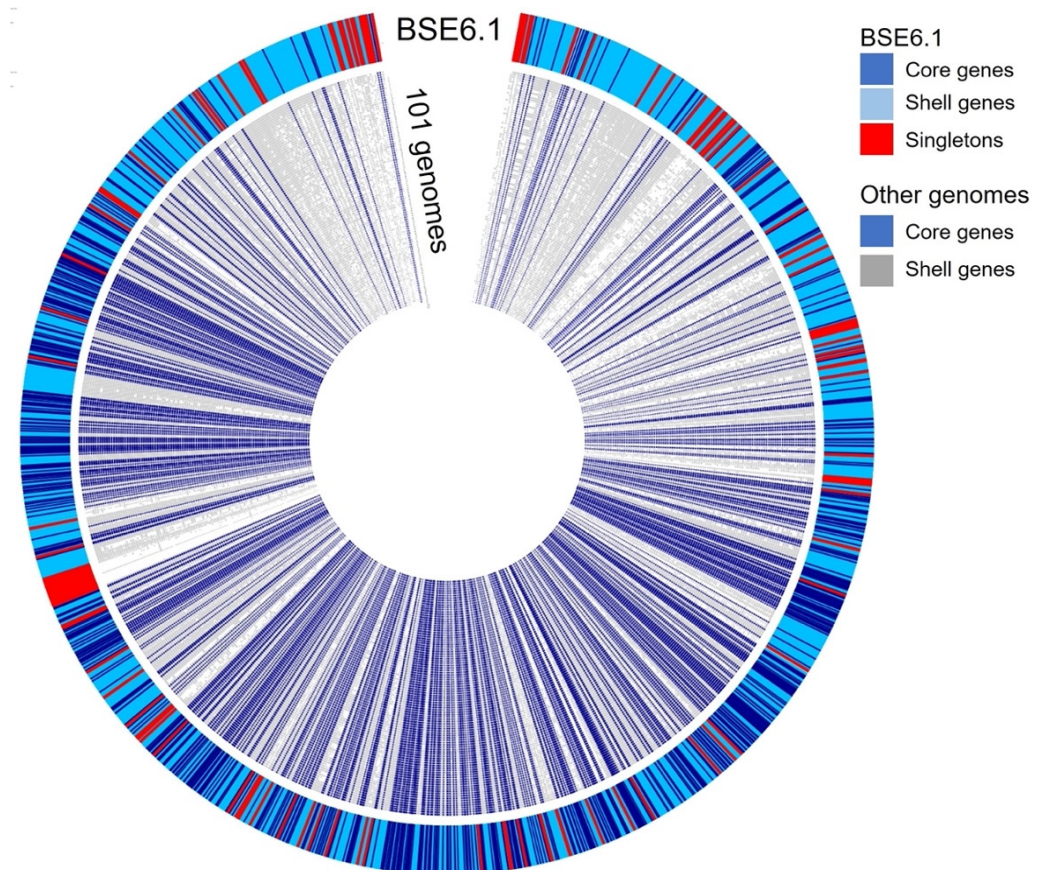 BSE6.1
101 genomes
BSE6.1
Core genes
Shell genes
Singletons
Other genomes
Core genes
Shell genes